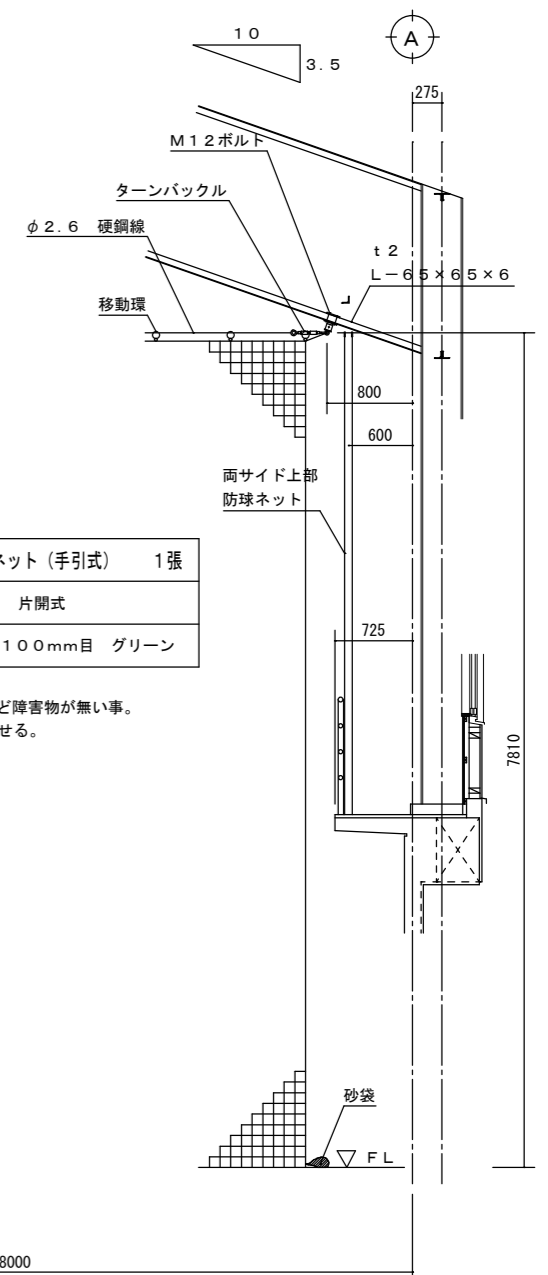 10
A
3.5
275
M12ボルト
ターンバックル
φ2.6 硬鋼線
t2
L-65×65×6
移動環
800
600
両サイド上部
防球ネット
ネット(手引式) 1張
片開式
100mm目 グリーン
725
ど障害物が無い事。
せる。
7810
砂袋
FL
8000